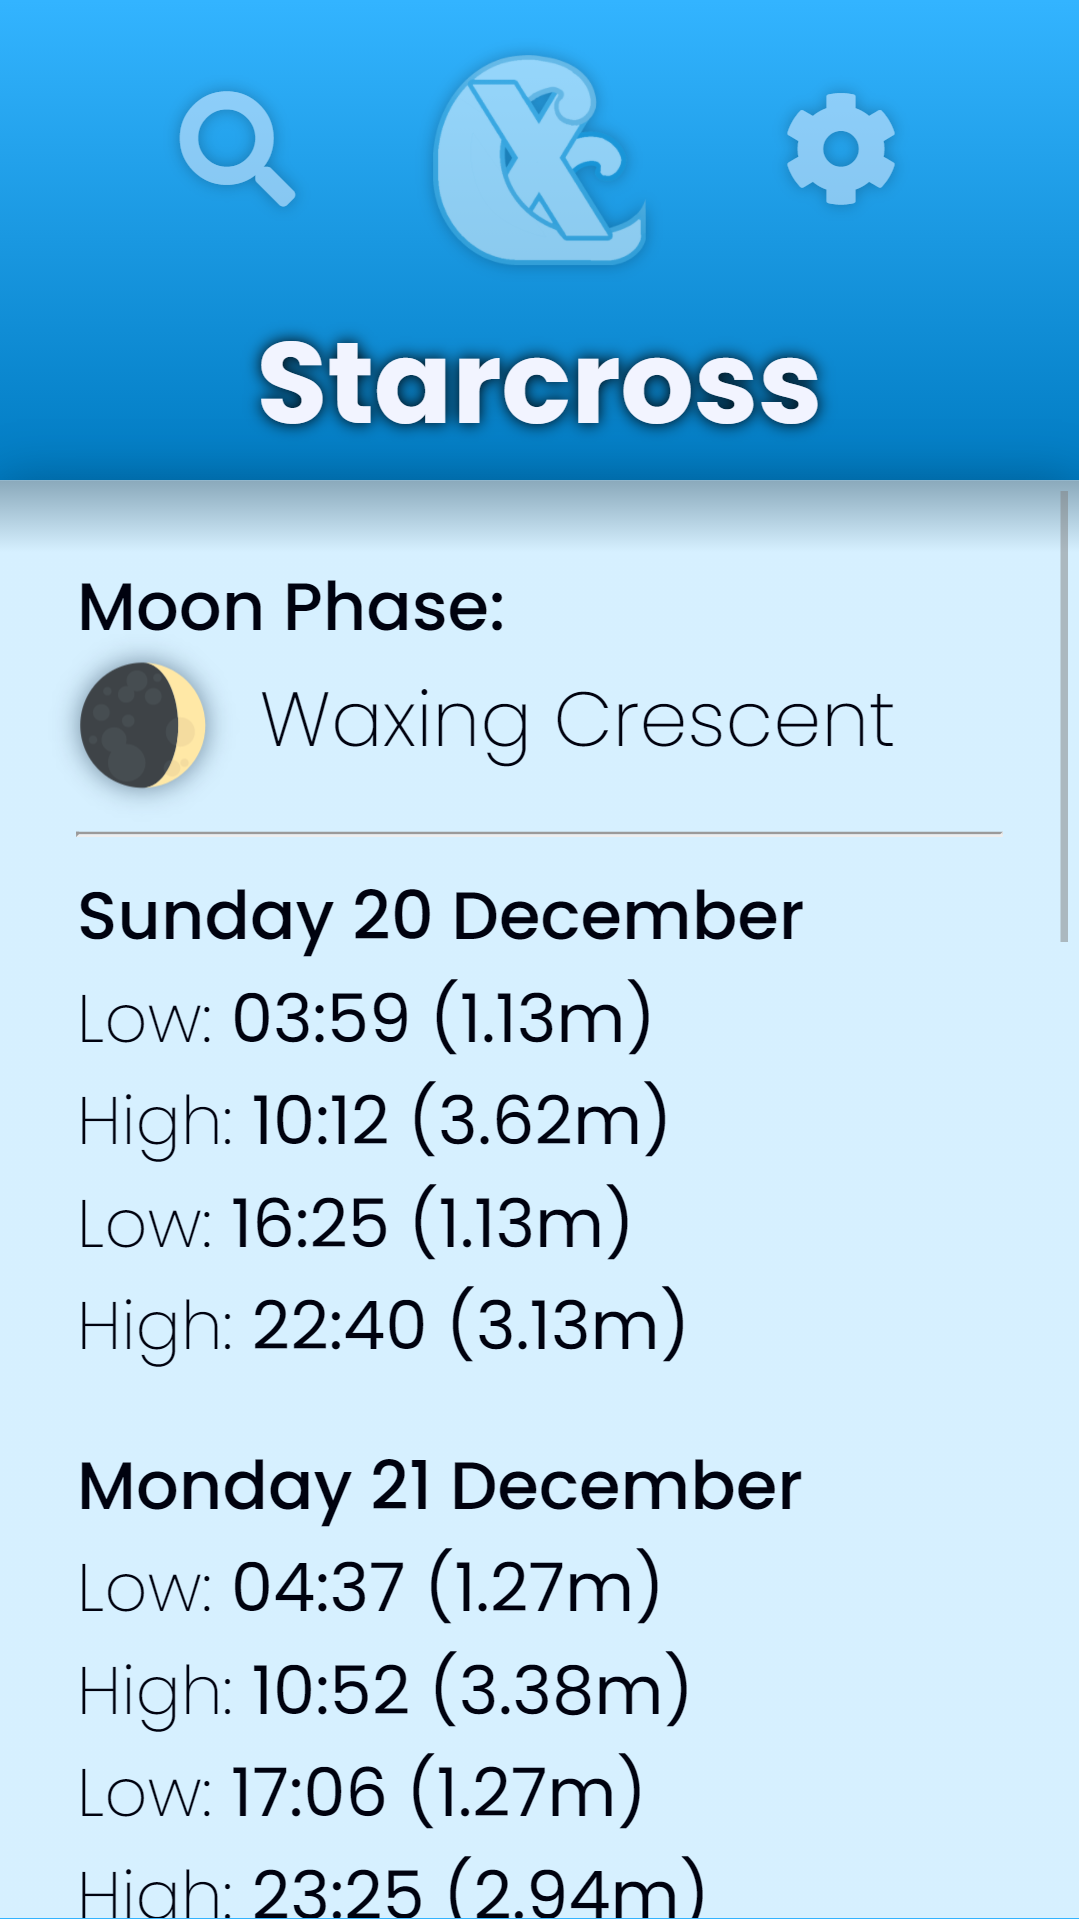 Starcross
Moon Phase:
Waxing Crescent
Sunday 20 December
Low: 03:59 (1.13m)
High: 10:12 (3.62m)
Low: 16:25 (1.13m)
High: 22:40 (3.13m)
Monday 21 December
Low: 04:37 (1.27m)
High: 10:52 (3.38m)
Low: 17:06 (1.27m)
High: 23:25 (2.94m)